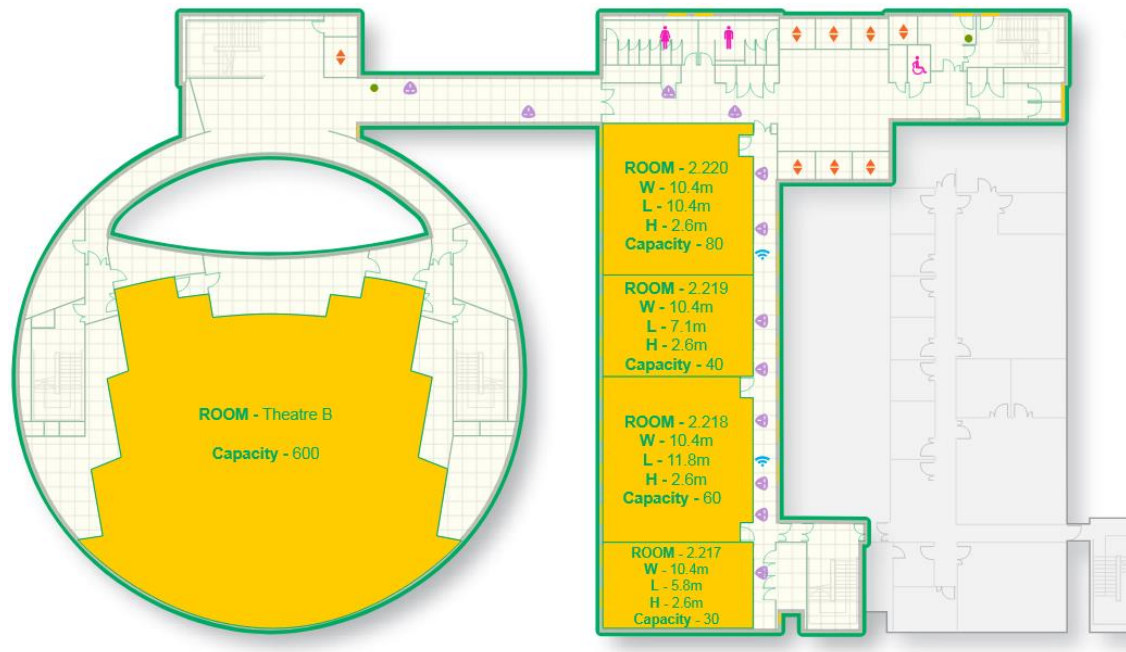 ROOM - 2.220
W - 10.4m
L - 10.4m
H - 2.6m
Capacity - 80
ROOM - 2.219
W - 10.4m
L - 7.1m
H - 2.6m
Capacity - 40
ROOM - Theatre B
Capacity - 600
ROOM - 2.218
W - 10.4m
L - 11.8m
H - 2.6m
Capacity - 60
ROOM - 2.217
W - 10.4m
L - 5.8m
H - 2.6m
Capacity - 30